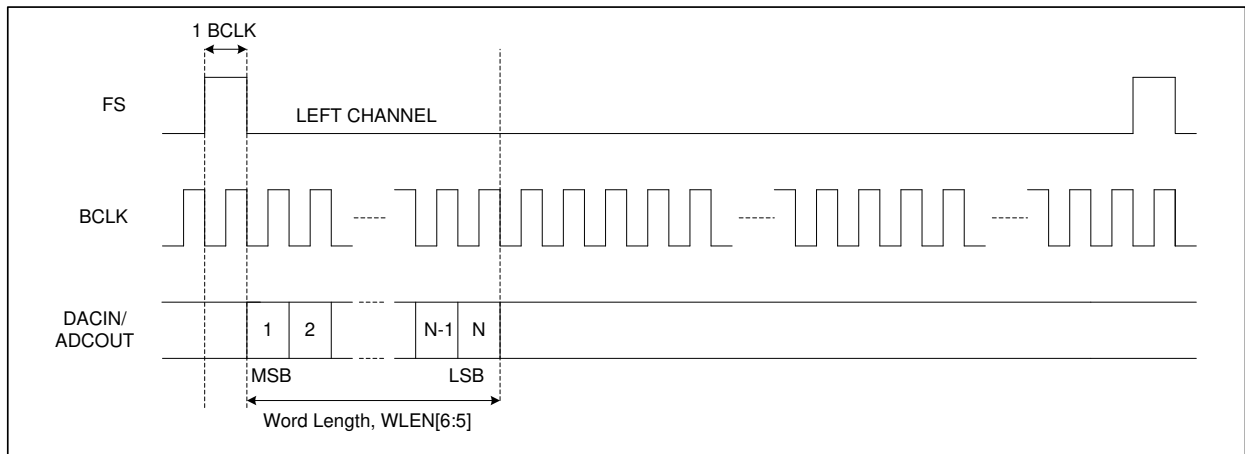 1 BCLK
FS
LEFT CHANNEL
BCLK
DACIN/
ADCOUT
1 2 N-1 N
MSB LSB
Word Length, WLEN[6:5]